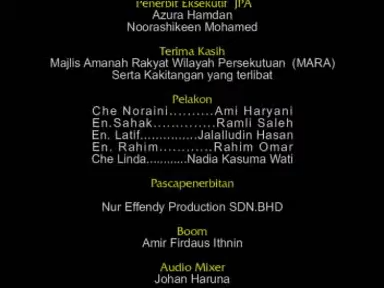 Penerbit Eksekutif JPA
Azura Hamdan
Noorashikeen Mohamed
Terima Kasih
Majlis Amanah Rakyat Wilayah Persekutuan (MARA)
Serta Kakitangan yang terlibat
Pelakon
Che Noraini..........Ami Haryani
En.Sahak..............Ramli Saleh
En. Latif...............Jalalludin Hasan
En. Rahim...........Rahim Omar
Che Linda............Nadia Kasuma Wati
Pascapenerbitan
Nur Effendy Production SDN.BHD
Boom
Amir Firdaus Ithnin
Audio Mixer
Johan Haruna